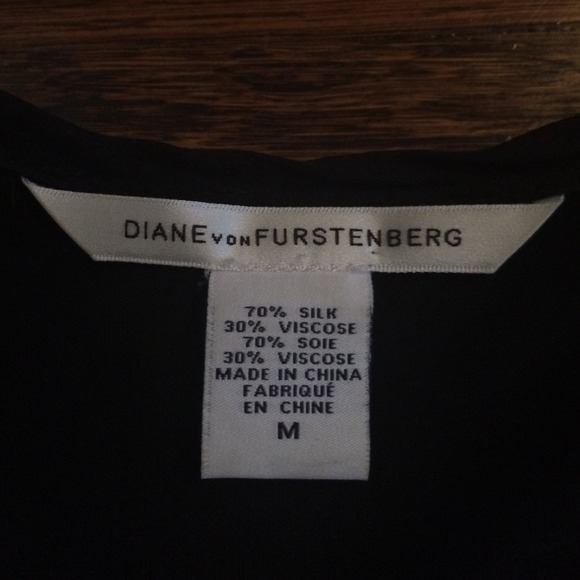 DIANE VON FURSTENBERG
70% SILK
30% VISCOSE
70% SOIE
30% VISCOSE
MADE IN CHINA
FABRIQUÉ
EN CHINE
M